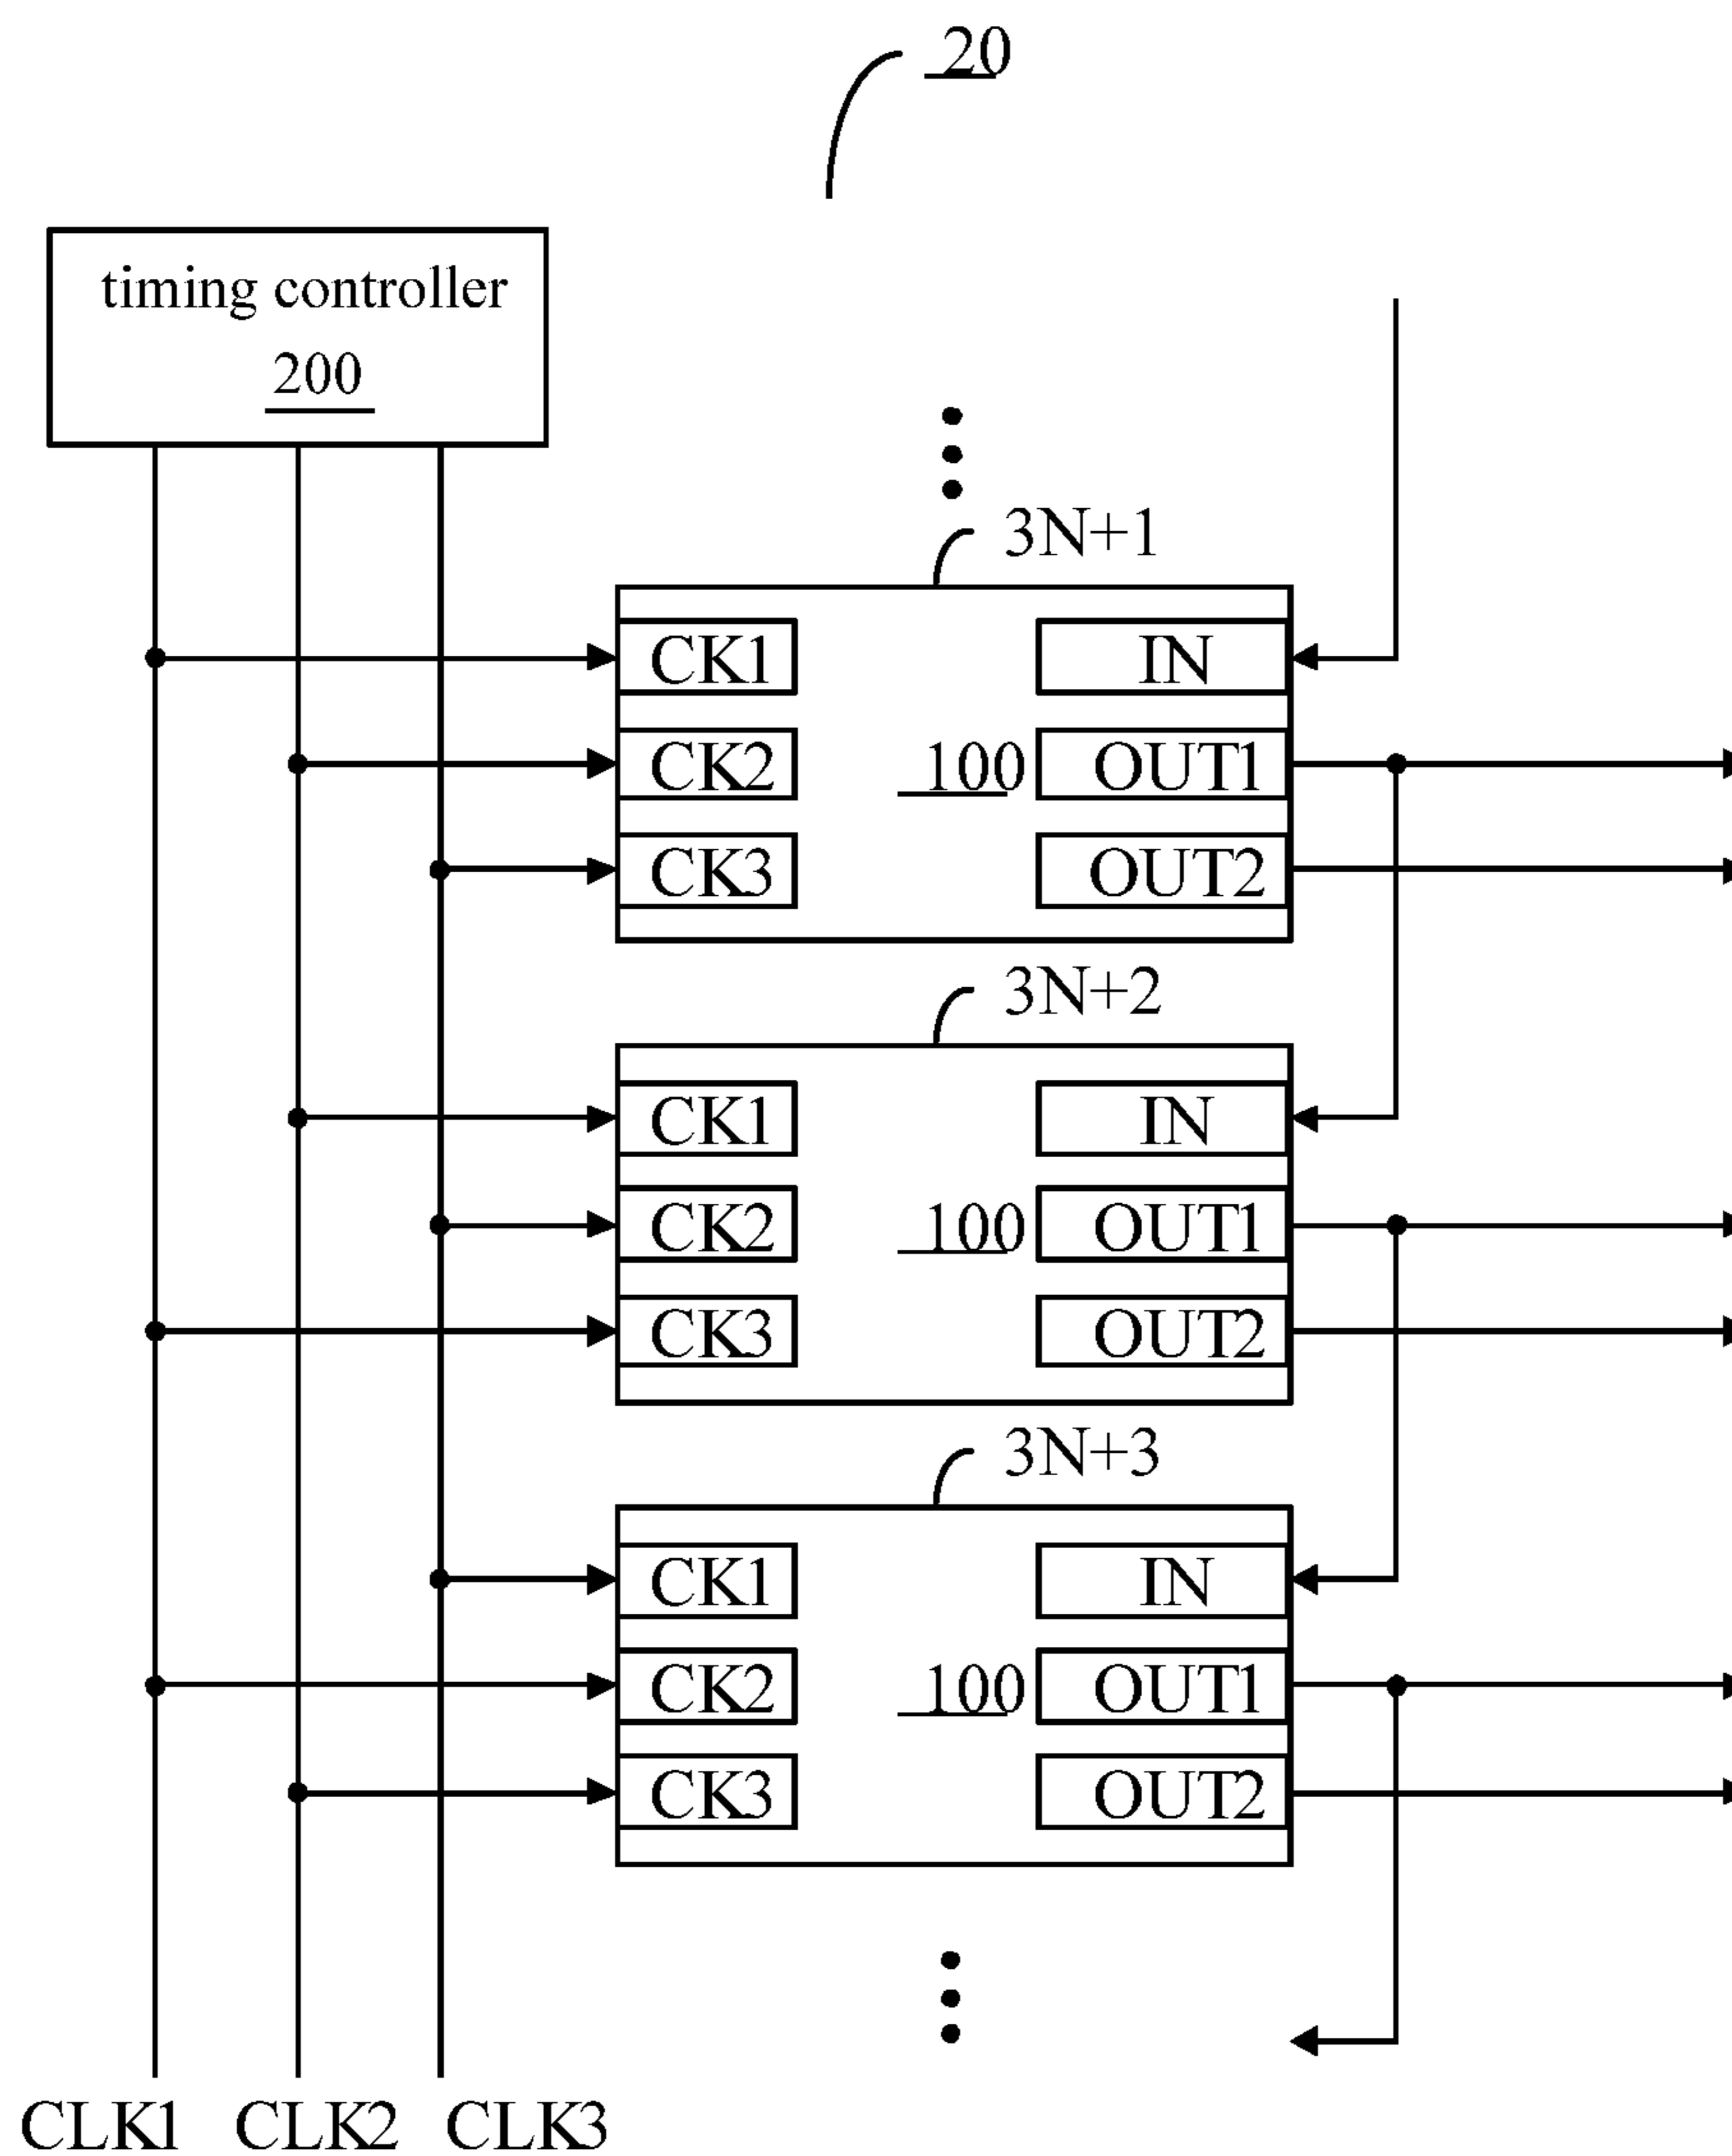 20
timing controller
200
3N+1
CK1
IN
CK2
100
OUT1
CK3
OUT2
3N+2
CK1
IN
CK2
100
OUT1
CK3
OUT2
3N+3
CK1
IN
CK2
100
OUT1
CK3
OUT2
CLK1
CLK2
CLK3